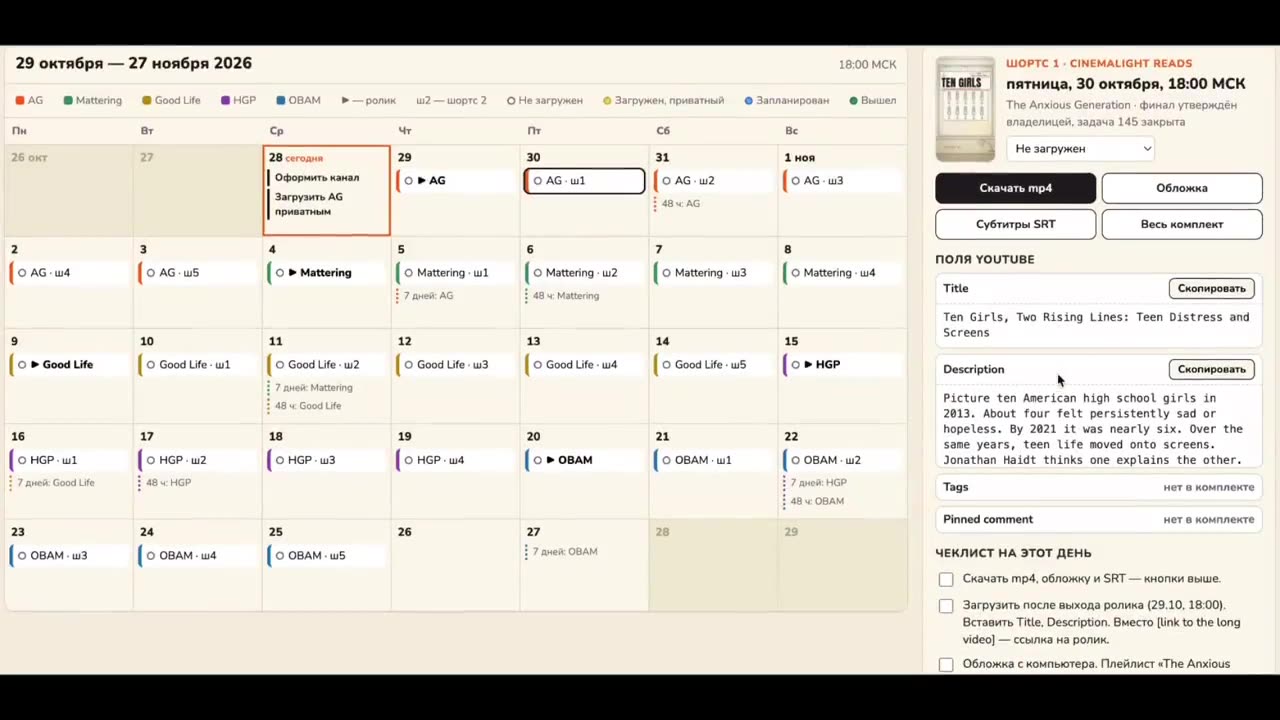 29 октября — 27 ноября 2026
18:00 МСК
AG Mattering Good Life HGP OBAM ▶ — ролик ш2 — шортс 2 Не загружен Загружен, приватный Запланирован Вышел
Пн Вт Ср Чт Пт Сб Вс
26 окт
27
28 сегодня
Оформить канал
Загрузить AG
приватным
29
▶ AG
30
AG · ш1
31
AG · ш2
48 ч: AG
1 ноя
AG · ш3
2
AG · ш4
3
AG · ш5
4
▶ Mattering
5
Mattering · ш1
7 дней: AG
6
Mattering · ш2
48 ч: Mattering
7
Mattering · ш3
8
Mattering · ш4
9
▶ Good Life
10
Good Life · ш1
11
Good Life · ш2
7 дней: Mattering
48 ч: Good Life
12
Good Life · ш3
13
Good Life · ш4
14
Good Life · ш5
15
▶ HGP
16
HGP · ш1
7 дней: Good Life
17
HGP · ш2
48 ч: HGP
18
HGP · ш3
19
HGP · ш4
20
▶ OBAM
21
OBAM · ш1
22
OBAM · ш2
7 дней: HGP
48 ч: OBAM
23
OBAM · ш3
24
OBAM · ш4
25
OBAM · ш5
26
27
7 дней: OBAM
28
29
TEN GIRLS
ШОРТС 1 · CINEMALIGHT READS
пятница, 30 октября, 18:00 МСК
The Anxious Generation · финал утверждён
владелицей, задача 145 закрыта
Не загружен
Скачать mp4
Обложка
Субтитры SRT
Весь комплект
ПОЛЯ YOUTUBE
Title
Скопировать
Ten Girls, Two Rising Lines: Teen Distress and
Screens
Description
Скопировать
Picture ten American high school girls in
2013. About four felt persistently sad or
hopeless. By 2021 it was nearly six. Over the
same years, teen life moved onto screens.
Jonathan Haidt thinks one explains the other.
Tags
нет в комплекте
Pinned comment
нет в комплекте
ЧЕКЛИСТ НА ЭТОТ ДЕНЬ
Скачать mp4, обложку и SRT — кнопки выше.
Загрузить после выхода ролика (29.10, 18:00).
Вставить Title, Description. Вместо [link to the long
video] — ссылка на ролик.
Обложка с компьютера. Плейлист «The Anxious